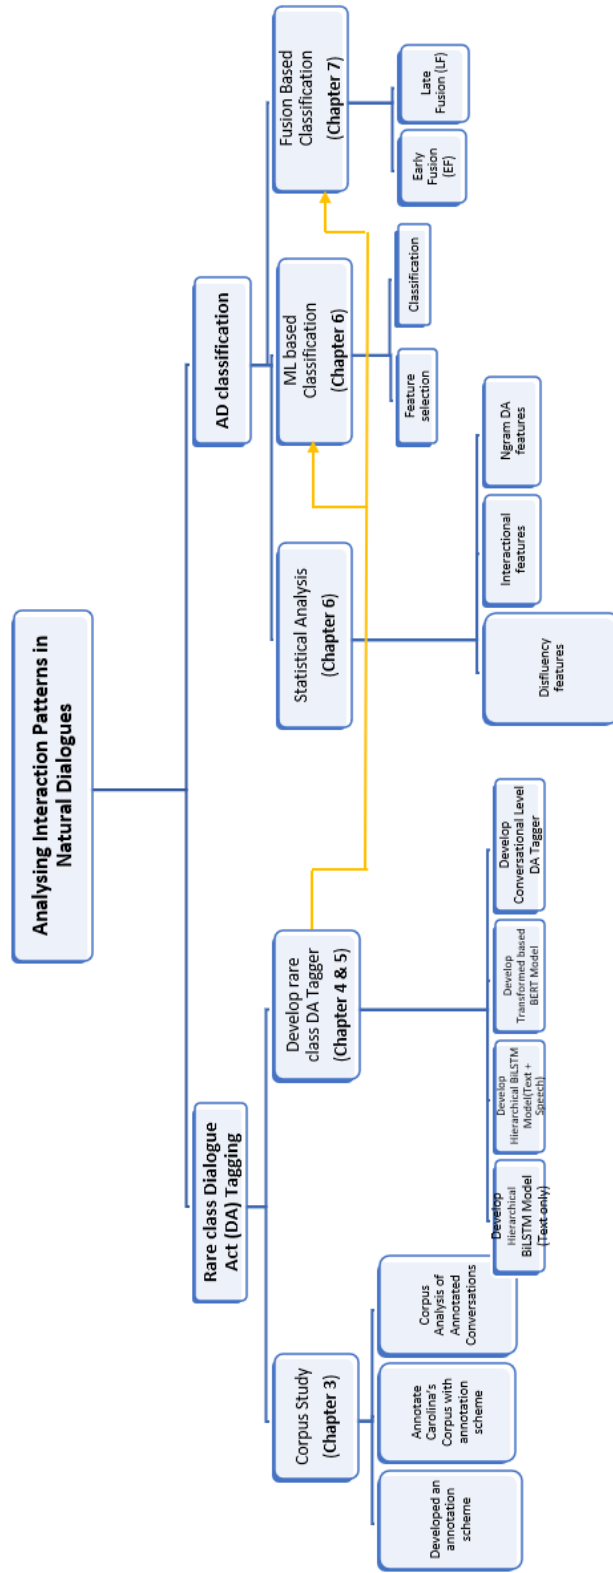 Analysing Interaction Patterns in
Natural Dialogues
Rare class Dialogue
Act (DA) Tagging
AD classification
Corpus Study
(Chapter 3)
Develop rare
class DA Tagger
(Chapter 4 & 5)
Statistical Analysis
(Chapter 6)
ML based
Classification
(Chapter 6)
Fusion Based
Classification
(Chapter 7)
Developed an
annotation
scheme
Annotate
Carolina's
Corpus with
annotation
scheme
Corpus
Analysis of
Annotated
Conversations
Develop
Hierarchical
BiLSTM Model
(Text only)
Develop
Hierarchical BiLSTM
Model(Text +
Speech)
Develop
Transformed based
BERT Model
Develop
Conversational Level
DA Tagger
Disfluency
features
Interactional
features
Ngram DA
features
Feature
selection
Classification
Early
Fusion
(EF)
Late
Fusion (LF)